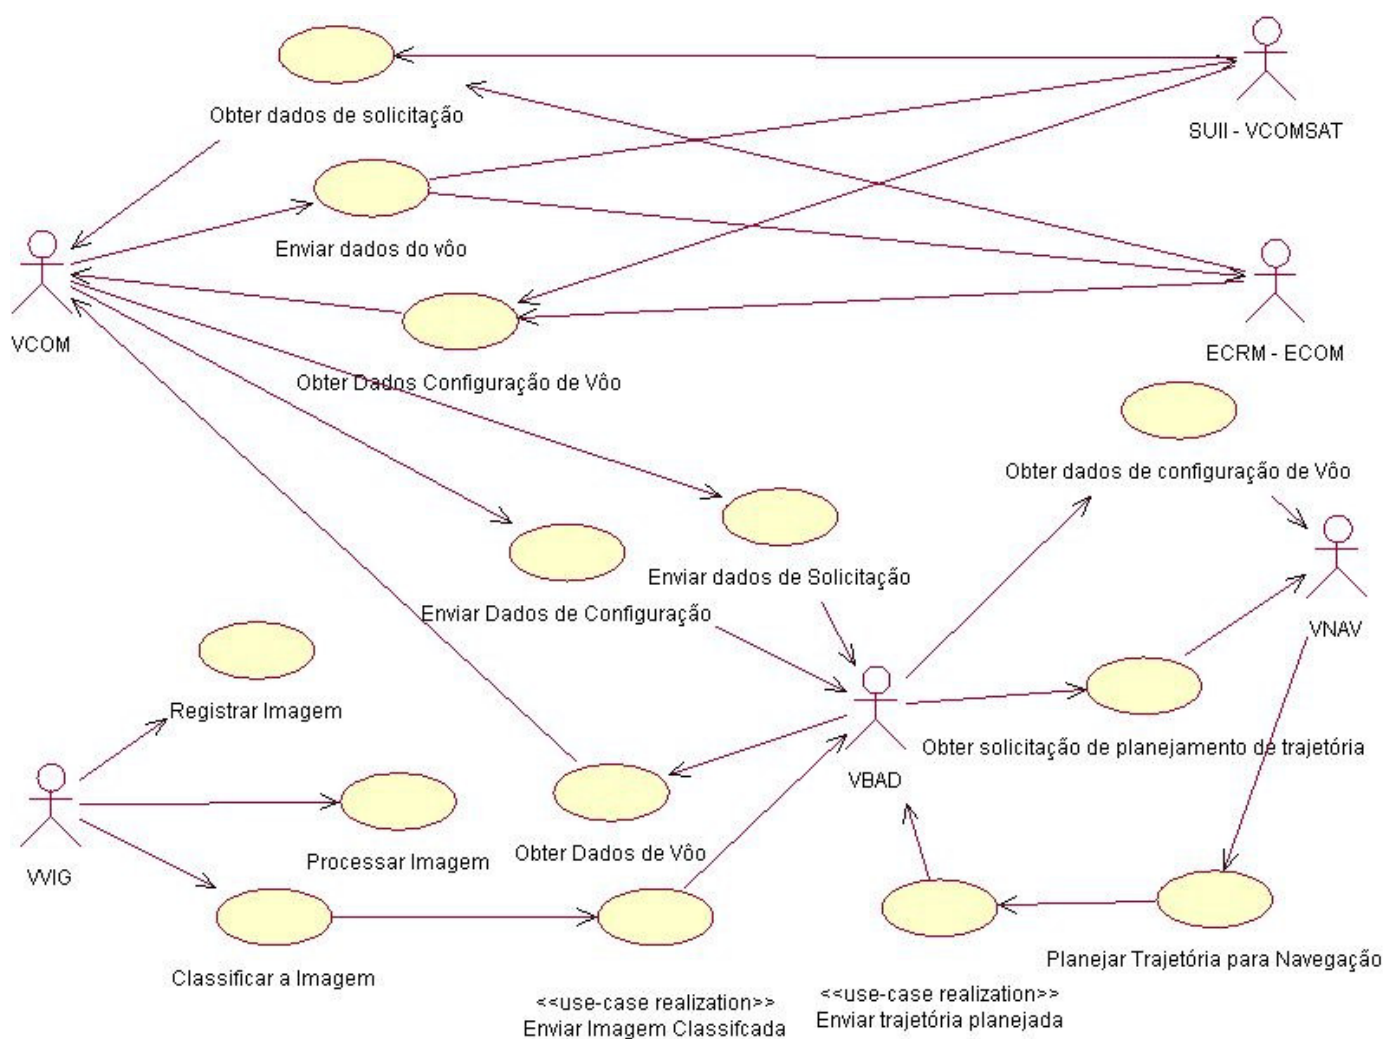 Obter dados de solicitação
SUII - VCOMSAT
Enviar dados do vôo
VCOM
ECRM - ECOM
Obter Dados Configuração de Vôo
Obter dados de configuração de Vôo
Enviar dados de Solicitação
Enviar Dados de Configuração
VNAV
Registrar Imagem
Obter solicitação de planejamento de trajetória
VBAD
Processar Imagem
Obter Dados de Vôo
VVIG
Classificar a Imagem
Planejar Trajetória para Navegação
<<use-case realization>>
Enviar Imagem Classifcada
<<use-case realization>>
Enviar trajetória planejada